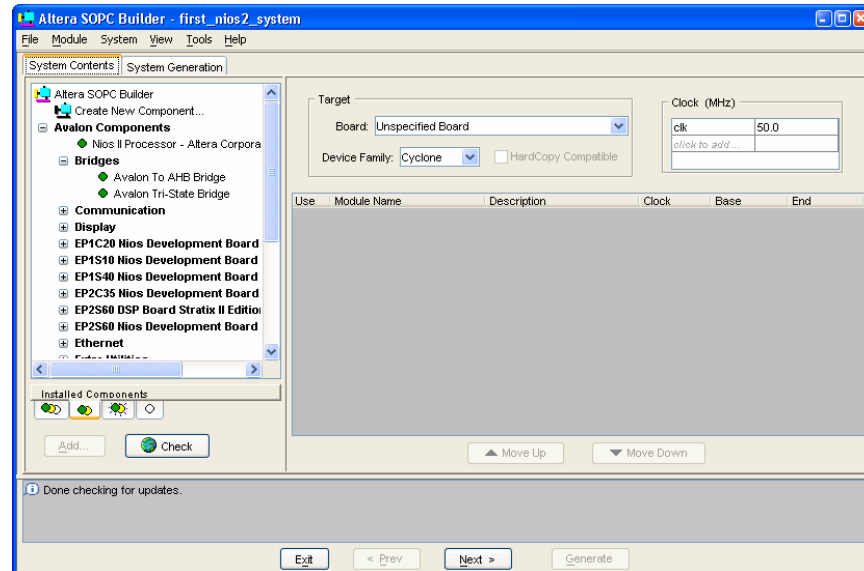 Altera SOPC Builder - first_nios2_system
File Module System View Tools Help
System Contents System Generation
Altera SOPC Builder
Create New Component...
Avalon Components
Nios II Processor - Altera Corpora
Bridges
Avalon To AHB Bridge
Avalon Tri-State Bridge
Communication
Display
EP1C20 Nios Development Board
EP1S10 Nios Development Board
EP1S40 Nios Development Board
EP2C35 Nios Development Board
EP2S60 DSP Board Stratix II Edition
EP2S60 Nios Development Board
Ethernet
Installed Components
Add... Check
Target
Board: Unspecified Board
Device Family: Cyclone HardCopy Compatible
Clock (MHz)
clk 50.0
click to add...
Use Module Name Description Clock Base End
Move Up Move Down
Done checking for updates.
Exit < Prev Next > Generate